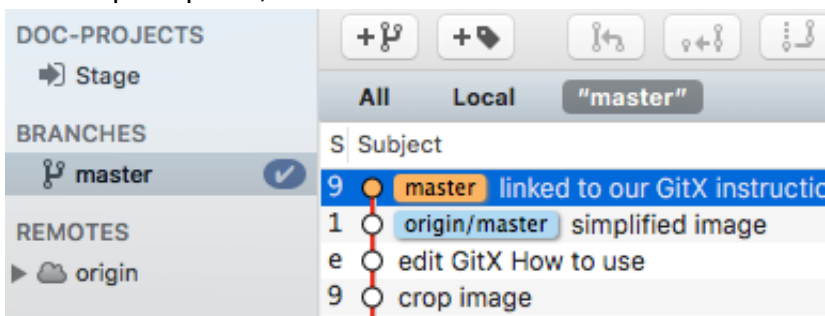 DOC-PROJECTS
Stage
BRANCHES
master
REMOTES
origin
All Local "master"
S Subject
9 master linked to our GitX
1 origin/master simplified image
e edit GitX How to use
9 crop image